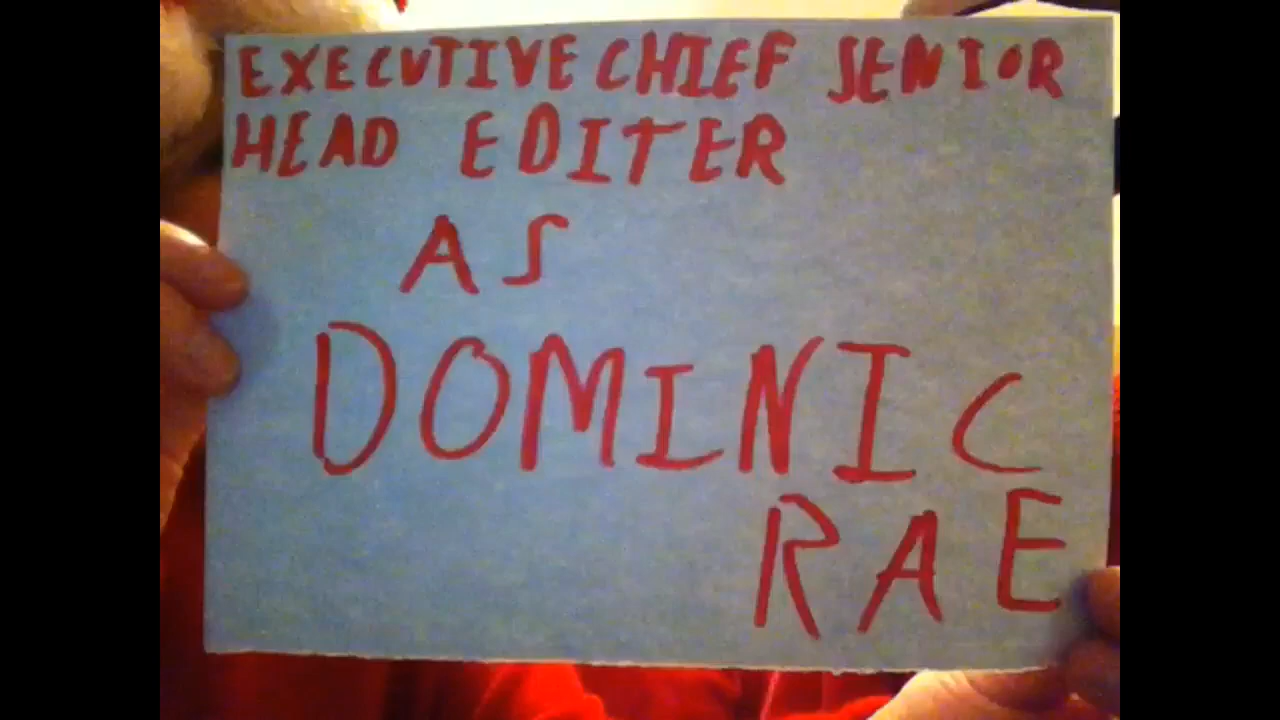 EXECUTIVE CHIEF SENIOR
HEAD EDITER
AS
DOMINIC
RAE